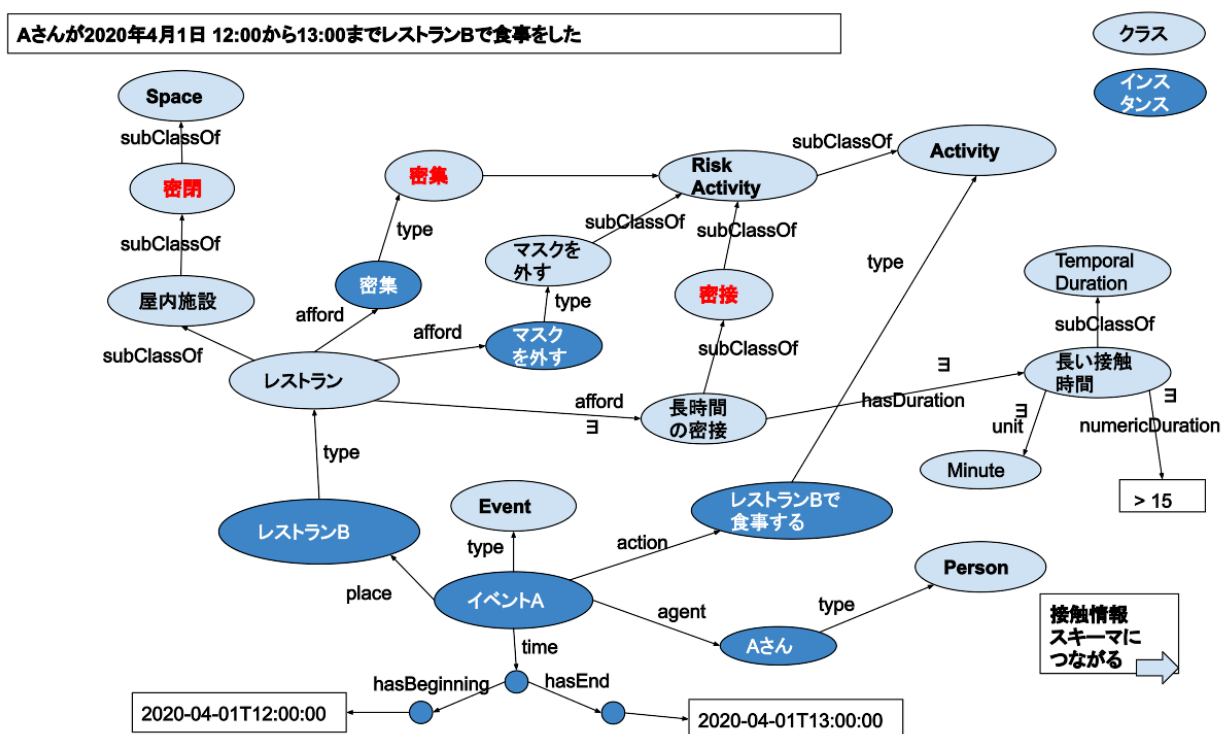 Aさんが2020年4月1日 12:00から13:00までレストランBで食事をした
クラス
インス
タンス
Space
subClassOf
密閉
subClassOf
屋内施設
subClassOf
密集
type
密集
afford
Risk
Activity
subClassOf
Activity
subClassOf
マスクを
外す
type
マスク
を外す
afford
subClassOf
密接
subClassOf
type
Temporal
Duration
subClassOf
長い接触
時間
レストラン
afford
∃
長時間
の密接
∃
hasDuration
∃
unit
∃
numericDuration
Minute
> 15
type
レストランB
Event
type
action
レストランBで
食事する
place
イベントA
agent
type
Person
Aさん
time
hasBeginning
hasEnd
2020-04-01T12:00:00
2020-04-01T13:00:00
接触情報
スキーマに
つながる